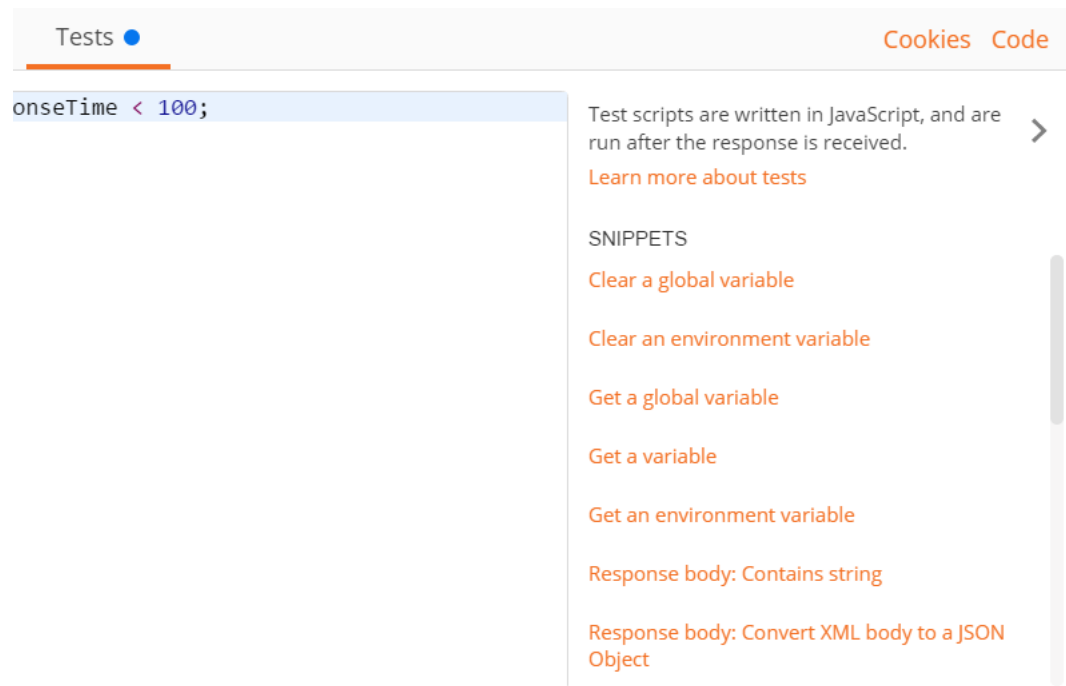 Tests
Cookies Code
onseTime < 100;
Test scripts are written in JavaScript, and are
run after the response is received.
Learn more about tests
SNIPPETS
Clear a global variable
Clear an environment variable
Get a global variable
Get a variable
Get an environment variable
Response body: Contains string
Response body: Convert XML body to a JSON
Object